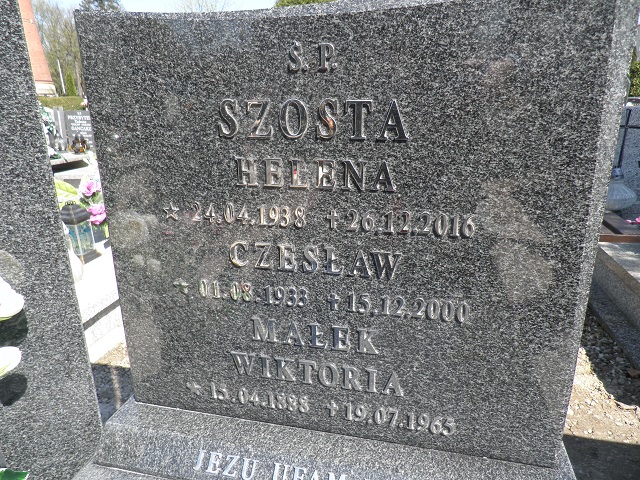 Ś. P.
SZOSTA
HELENA
★ 24.04.1938 ✝ 26.12.2016
CZESŁAW
★ 01.08.1933 ✝ 15.12.2000
MAŁEK
WIKTORIA
★ 15.04.1888 ✝ 19.07.1965
JEZU UFAM